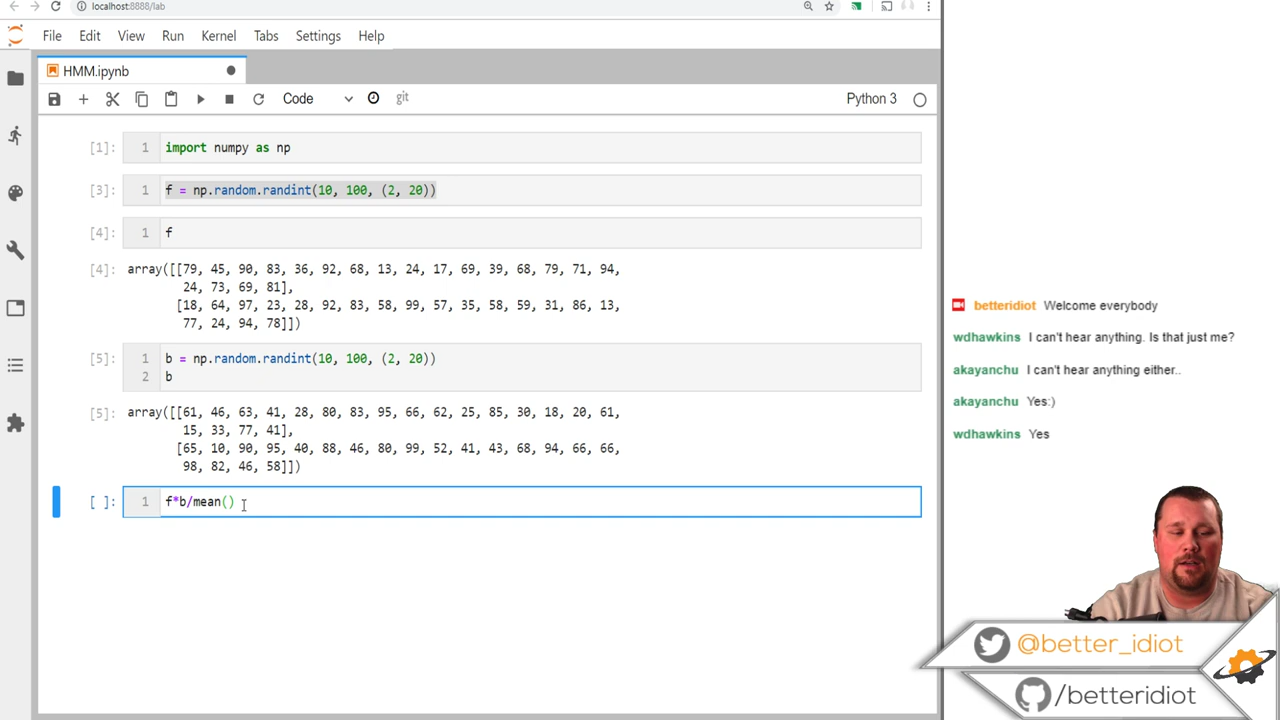 localhost:8888/lab
File Edit View Run Kernel Tabs Settings Help
HMM.ipynb
Code git Python 3
[1]: 1 import numpy as np
[3]: 1 f = np.random.randint(10, 100, (2, 20))
[4]: 1 f
[4]: array([[79, 45, 90, 83, 36, 92, 68, 13, 24, 17, 69, 39, 68, 79, 71, 94,
24, 73, 69, 81],
[18, 64, 97, 23, 28, 92, 83, 58, 99, 57, 35, 58, 59, 31, 86, 13,
77, 24, 94, 78]])
[5]: 1 b = np.random.randint(10, 100, (2, 20))
2 b
[5]: array([[61, 46, 63, 41, 28, 80, 83, 95, 66, 62, 25, 85, 30, 18, 20, 61,
15, 33, 77, 41],
[65, 10, 90, 95, 40, 88, 46, 80, 99, 52, 41, 43, 68, 94, 66, 66,
98, 82, 46, 58]])
[ ]: 1 f*b/mean()
betteridiot Welcome everybody
wdhawkins I can't hear anything. Is that just me?
akayanchu I can't hear anything either..
akayanchu Yes:)
wdhawkins Yes
@better_idiot
/betteridiot